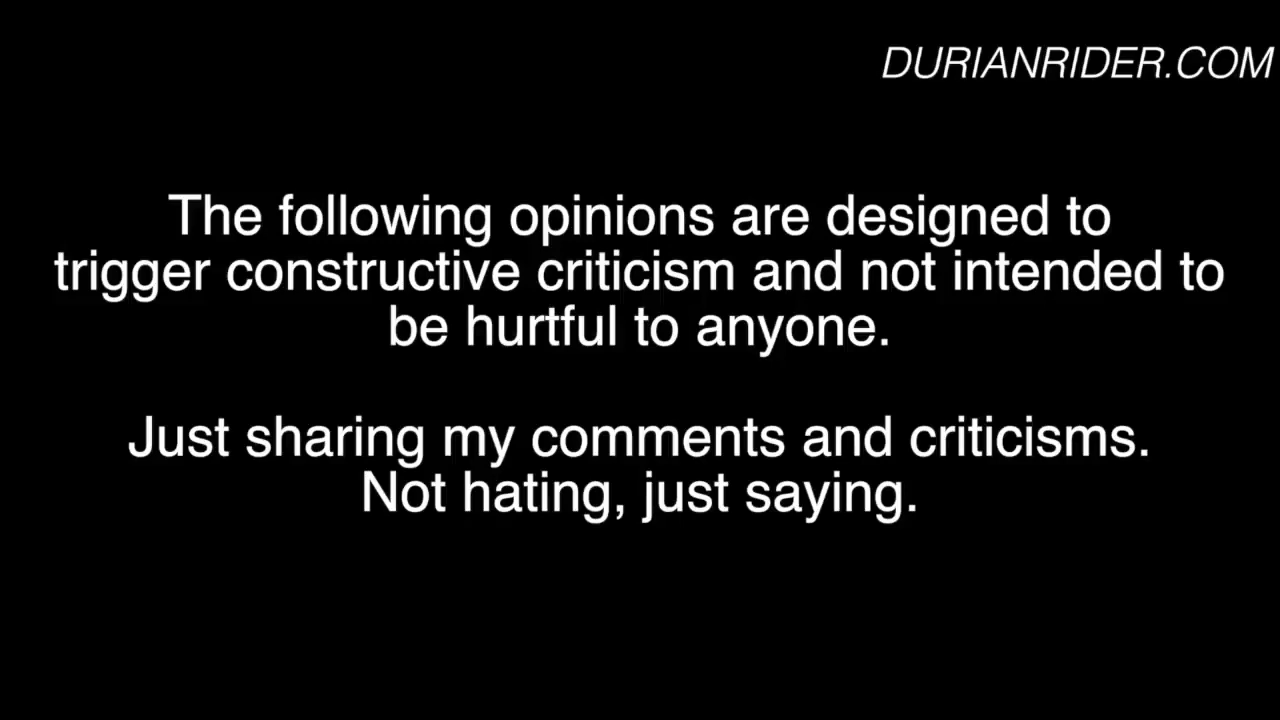 DURIANRIDER.COM
The following opinions are designed to
trigger constructive criticism and not intended to
be hurtful to anyone.
Just sharing my comments and criticisms.
Not hating, just saying.